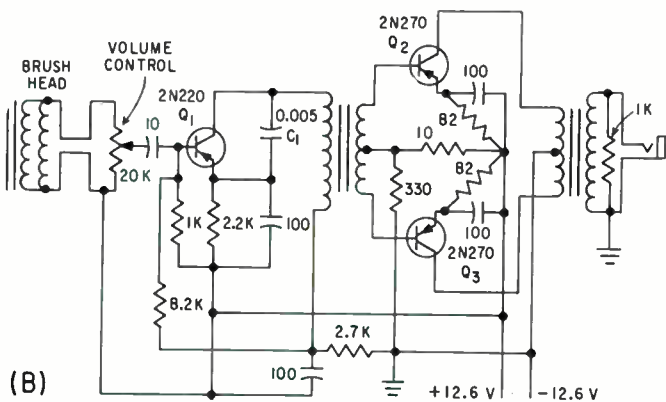 BRUSH HEAD
VOLUME CONTROL
20 K
10
2N220
Q1
0.005
C1
1K
2.2K
100
8.2K
100
2.7K
2N270
Q2
100
82
10
82
330
100
2N270
Q3
1K
+12.6 V
-12.6 V
(B)